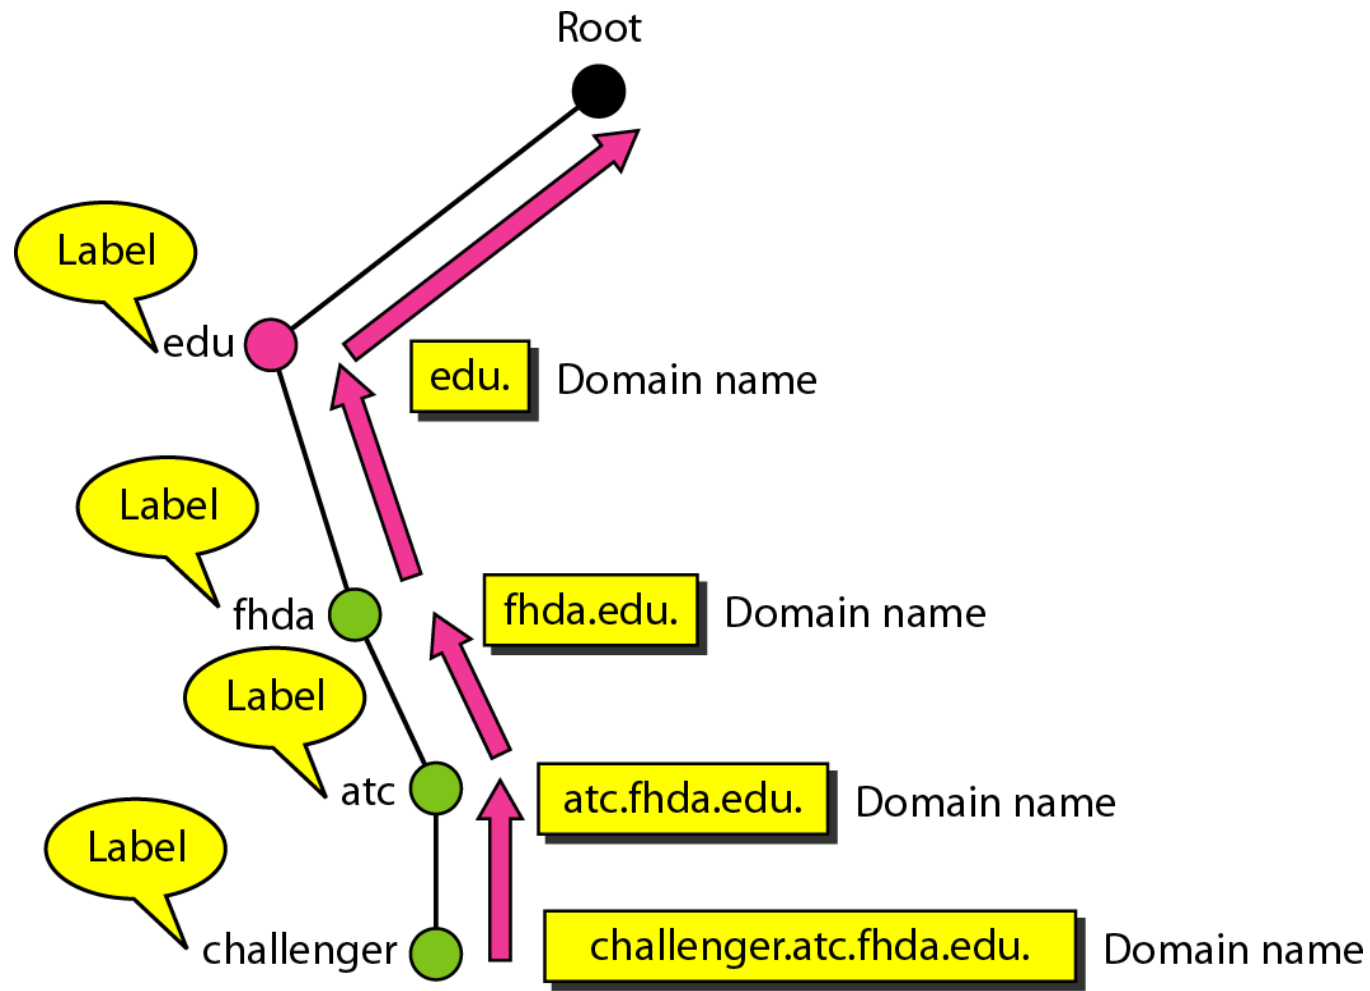 Root
Label
edu
edu.
Domain name
Label
fhda
fhda.edu.
Domain name
Label
atc
atc.fhda.edu.
Domain name
Label
challenger
challenger.atc.fhda.edu.
Domain name